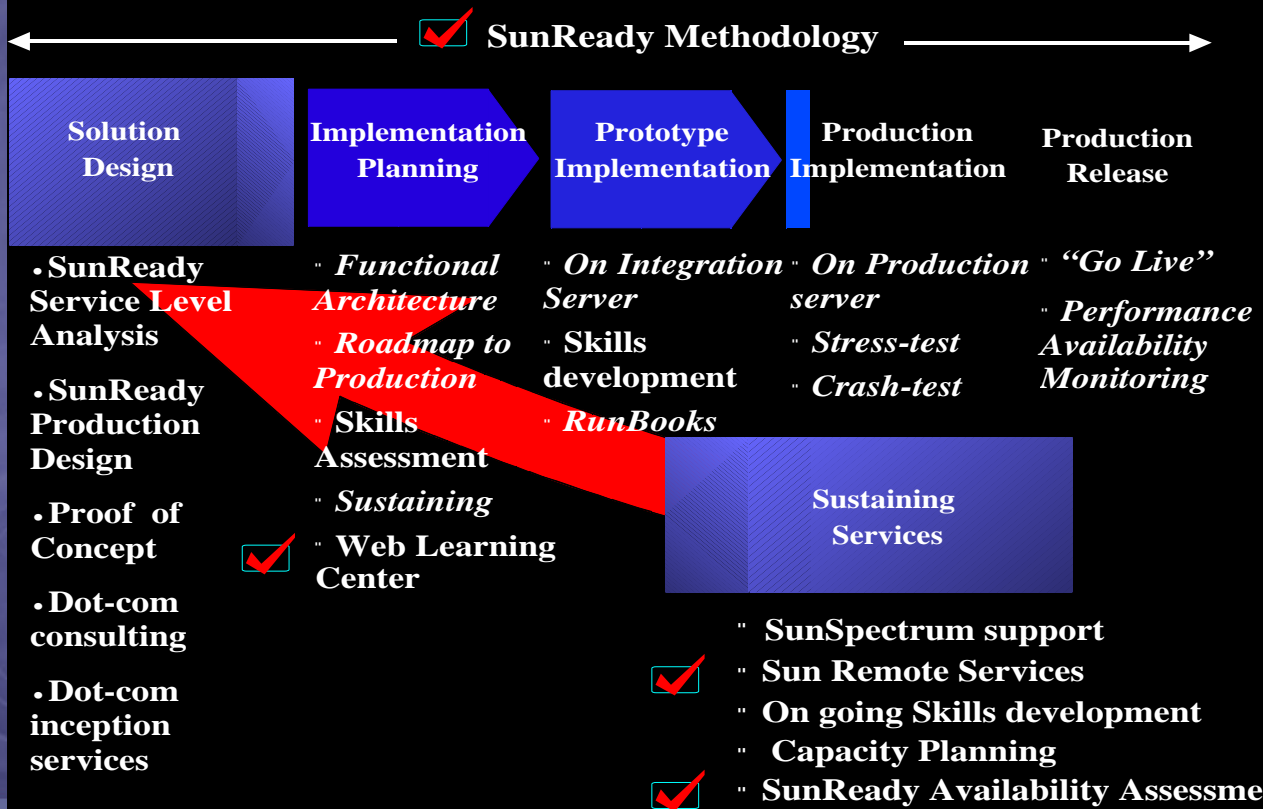 SunReady Methodology
Solution
Design
Implementation
Planning
Prototype
Implementation
Production
Implementation
Production
Release
• SunReady
Service Level
Analysis
• SunReady
Production
Design
• Proof of
Concept
• Dot-com
consulting
• Dot-com
inception
services
" Functional
Architecture
" Roadmap to
Production
" Skills
Assessment
" Sustaining
" Web Learning
Center
" On Integration
Server
" Skills
development
" RunBooks
" On Production
server
" Stress-test
" Crash-test
" “Go Live”
" Performance
Availability
Monitoring
Sustaining
Services
" SunSpectrum support
" Sun Remote Services
" On going Skills development
" Capacity Planning
" SunReady Availability Assessme